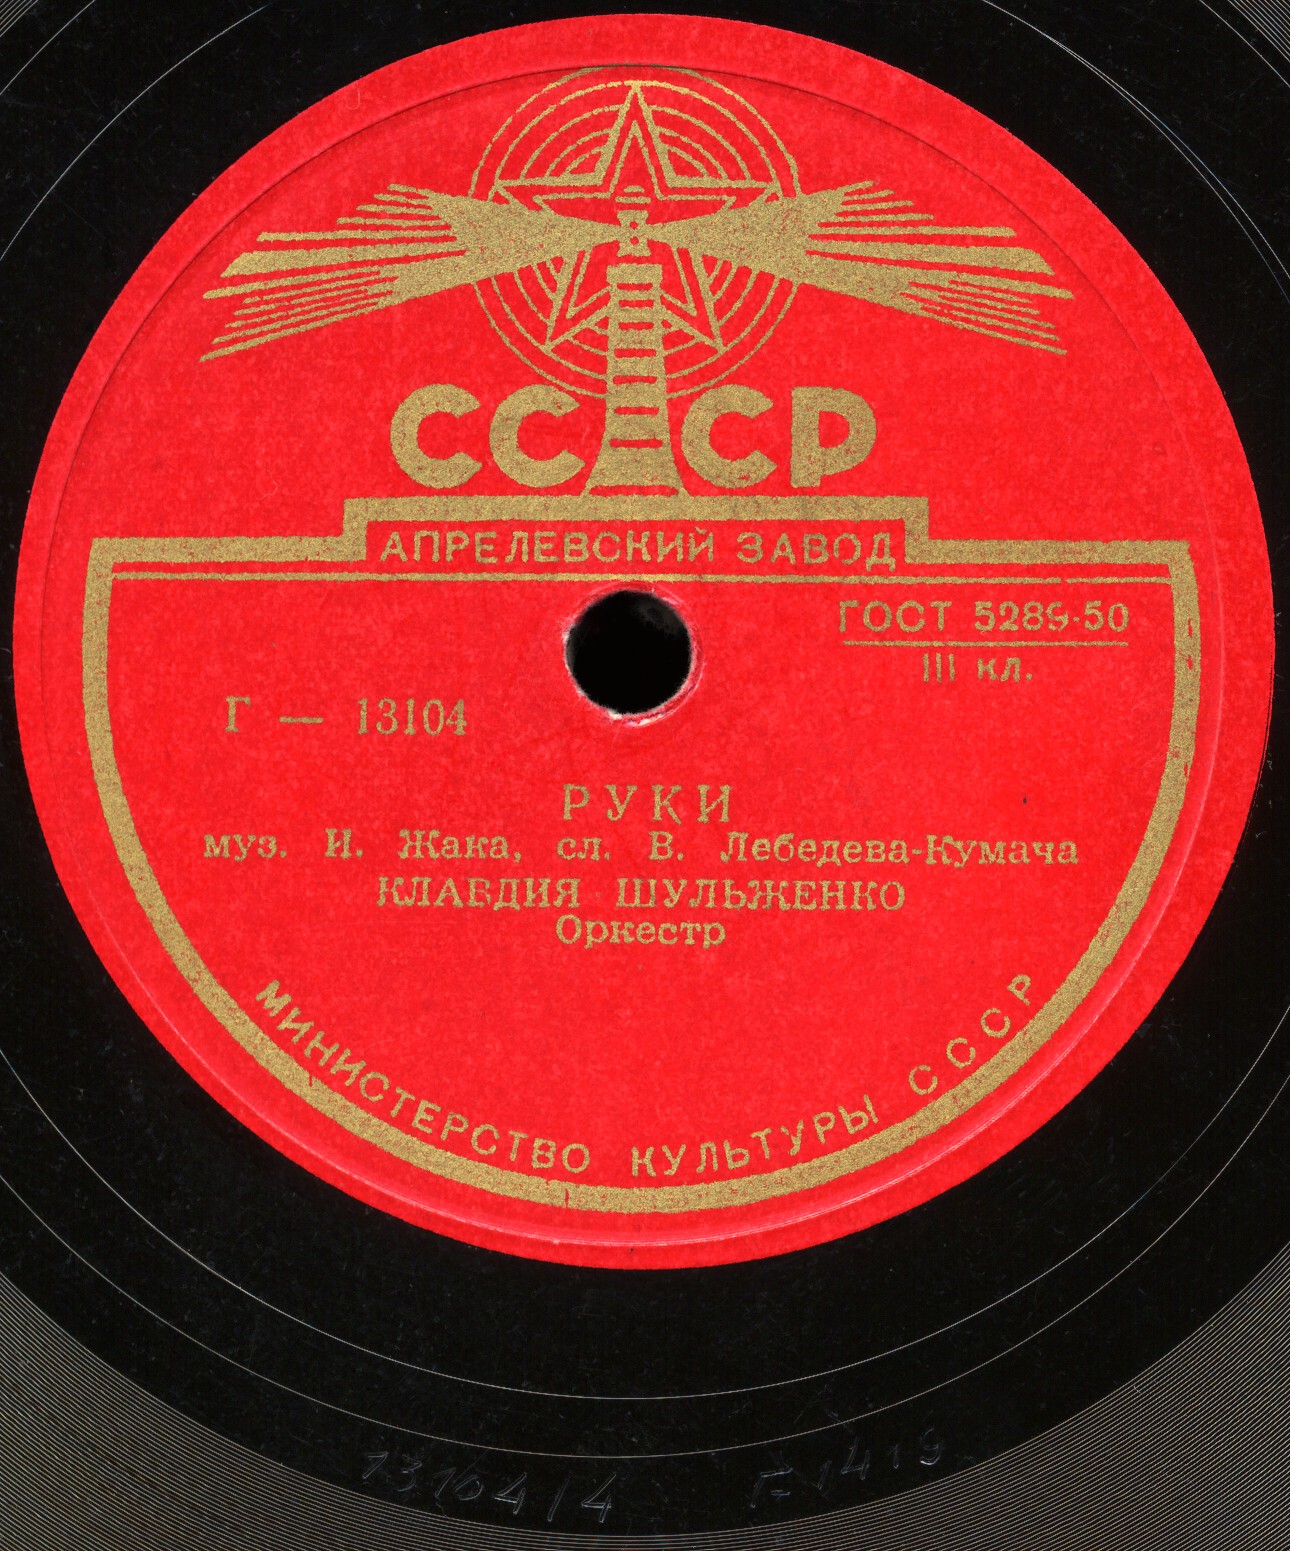 СССР
АПРЕЛЕВСКИЙ ЗАВОД
ГОСТ 5289-50
III кл.
Г — 13104
РУКИ
муз. И. Жака, сл. В. Лебедева-Кумача
КЛАВДИЯ ШУЛЬЖЕНКО
Оркестр
МИНИСТЕРСТВО КУЛЬТУРЫ СССР
13104/4